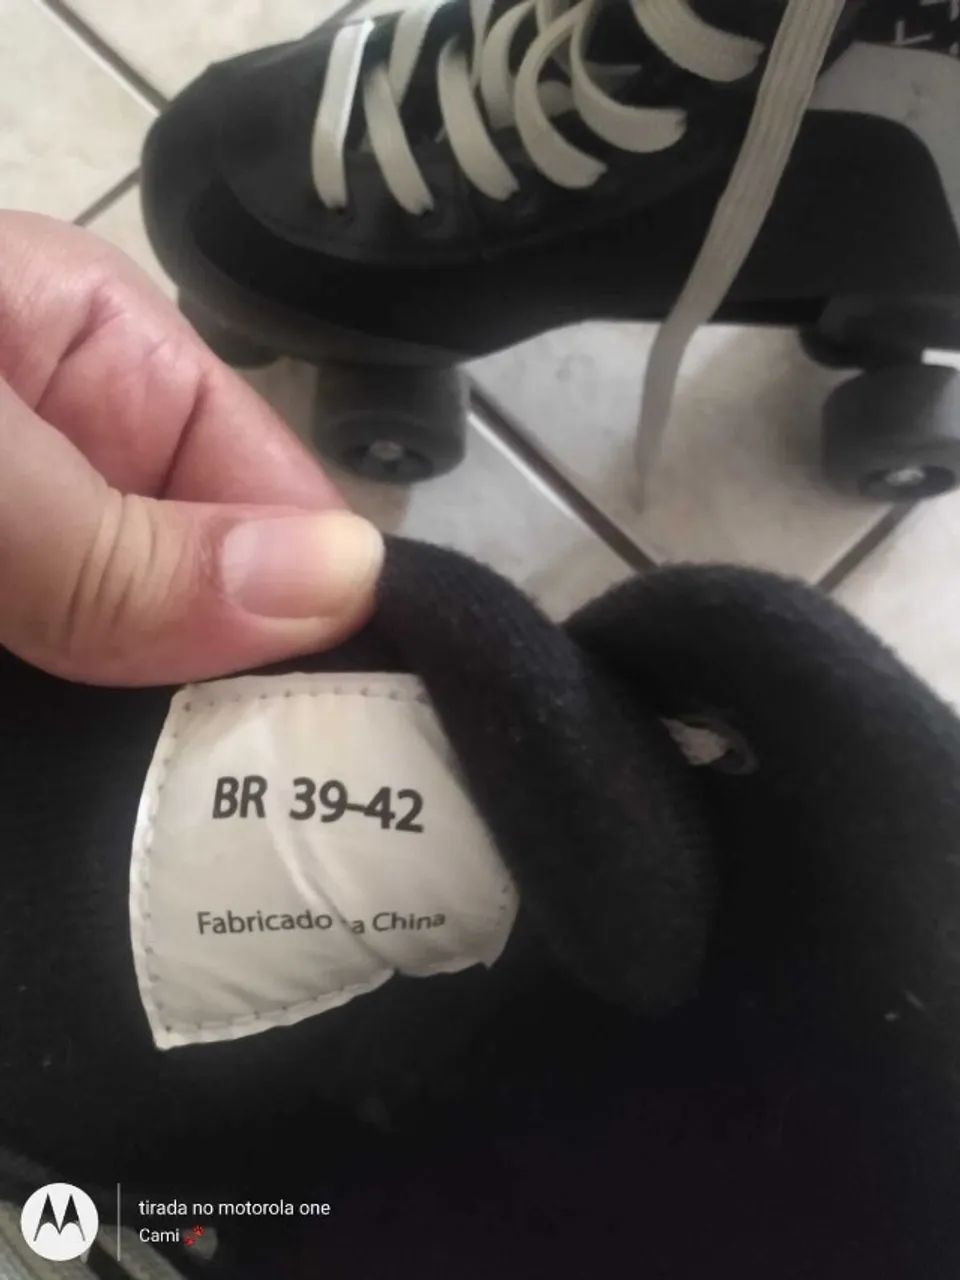 BR 39-42
Fabricado a China
tirada no motorola one
Cami